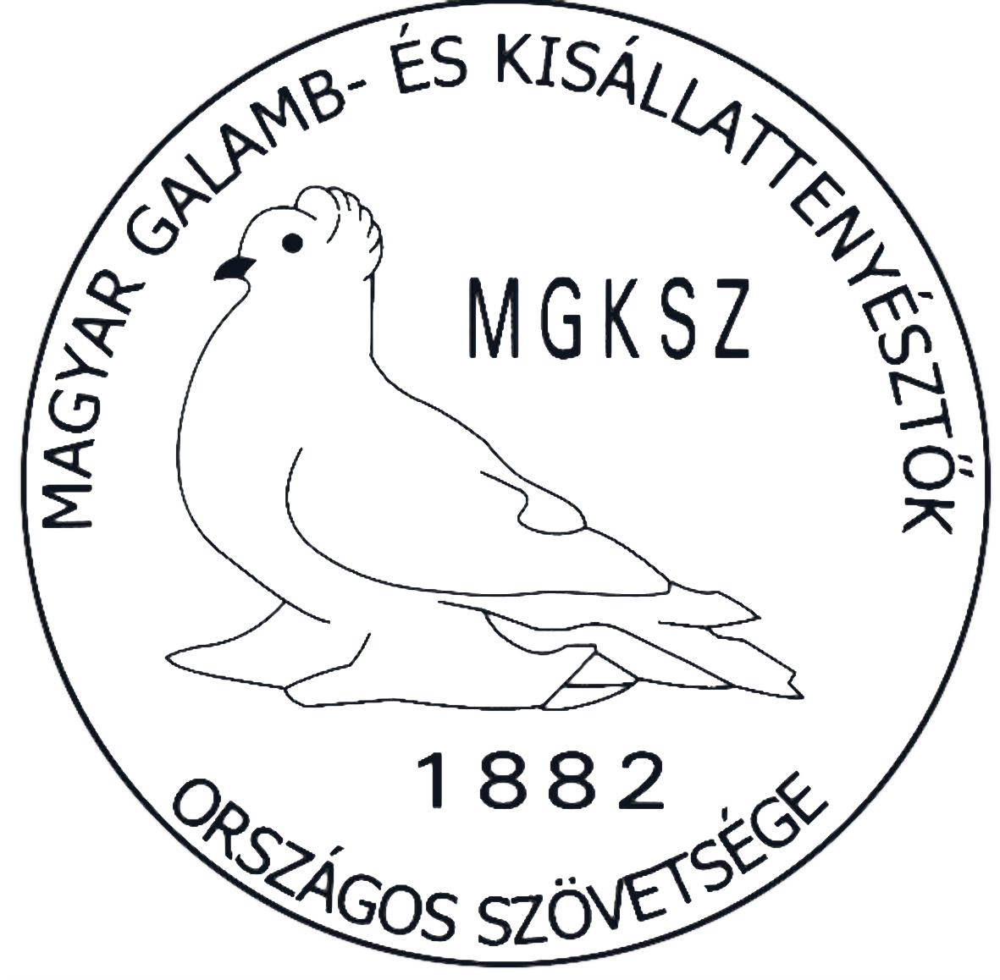 MAGYAR GALAMB- ÉS KISÁLLATTENYÉSZTŐK
MGKSZ
1882
ORSZÁGOS SZÖVETSÉGE